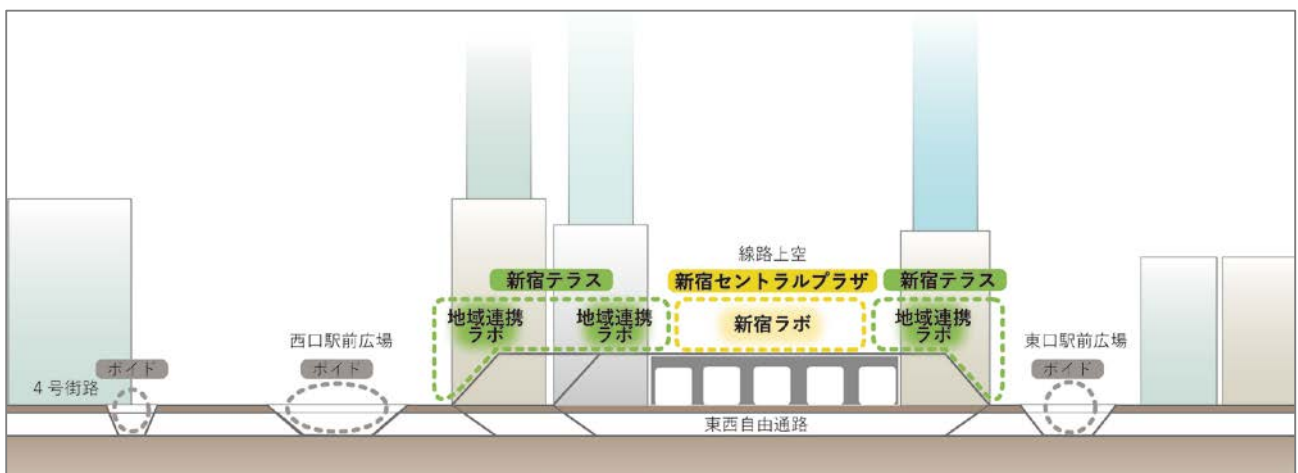 線路上空
新宿テラス
新宿セントラルプラザ
新宿テラス
地域連携
ラボ
地域連携
ラボ
新宿ラボ
地域連携
ラボ
西口駅前広場
東口駅前広場
ボイド
ボイド
ボイド
4号街路
東西自由通路